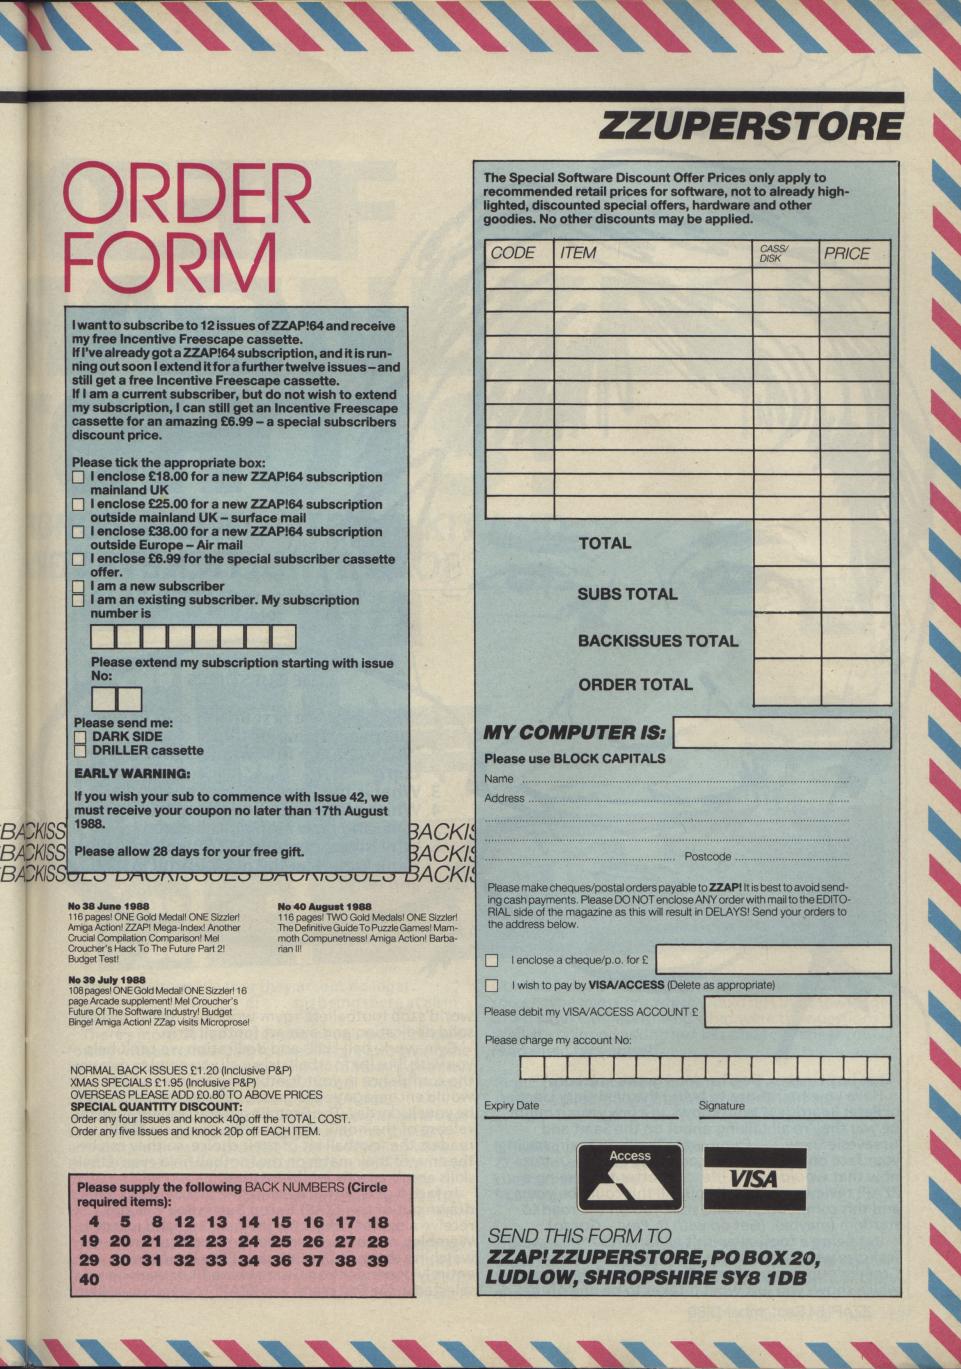 ZZUPERSTORE
ORDER
FORM
I want to subscribe to 12 issues of ZZAP!64 and receive
my free Incentive Freescape cassette.
If I've already got a ZZAP!64 subscription, and it is run-
ning out soon I extend it for a further twelve issues – and
still get a free Incentive Freescape cassette.
If I am a current subscriber, but do not wish to extend
my subscription, I can still get an Incentive Freescape
cassette for an amazing £6.99 – a special subscribers
discount price.
Please tick the appropriate box:
I enclose £18.00 for a new ZZAP!64 subscription
mainland UK
I enclose £25.00 for a new ZZAP!64 subscription
outside mainland UK – surface mail
I enclose £38.00 for a new ZZAP!64 subscription
outside Europe – Air mail
I enclose £6.99 for the special subscriber cassette
offer.
I am a new subscriber
I am an existing subscriber. My subscription
number is
Please extend my subscription starting with issue
No:
Please send me:
DARK SIDE
DRILLER cassette
EARLY WARNING:
If you wish your sub to commence with Issue 42, we
must receive your coupon no later than 17th August
1988.
Please allow 28 days for your free gift.
BACKISS BACKIS
BACKISS BACKIS
BACKISSUES BACKISSUES BACKISSUES BACKIS
No 38 June 1988
116 pages! ONE Gold Medal! ONE Sizzler!
Amiga Action! ZZAP! Mega-Index! Another
Crucial Compilation Comparison! Mel
Croucher's Hack To The Future Part 2!
Budget Test!
No 39 July 1988
108 pages! ONE Gold Medal! ONE Sizzler! 16
page Arcade supplement! Mel Croucher's
Future Of The Software Industry! Budget
Binge! Amiga Action! ZZap visits Microprose!
No 40 August 1988
116 pages! TWO Gold Medals! ONE Sizzler!
The Definitive Guide To Puzzle Games! Mam-
moth Compunetness! Amiga Action! Barba-
rian II!
NORMAL BACK ISSUES £1.20 (Inclusive P&P)
XMAS SPECIALS £1.95 (Inclusive P&P)
OVERSEAS PLEASE ADD £0.80 TO ABOVE PRICES
SPECIAL QUANTITY DISCOUNT:
Order any four Issues and knock 40p off the TOTAL COST.
Order any five Issues and knock 20p off EACH ITEM.
Please supply the following BACK NUMBERS (Circle
required items):
4 5 8 12 13 14 15 16 17 18
19 20 21 22 23 24 25 26 27 28
29 30 31 32 33 34 36 37 38 39
40
The Special Software Discount Offer Prices only apply to
recommended retail prices for software, not to already high-
lighted, discounted special offers, hardware and other
goodies. No other discounts may be applied.
CODE ITEM CASS/ DISK PRICE
TOTAL
SUBS TOTAL
BACKISSUES TOTAL
ORDER TOTAL
MY COMPUTER IS:
Please use BLOCK CAPITALS
Name
Address
Postcode
Please make cheques/postal orders payable to ZZAP! It is best to avoid send-
ing cash payments. Please DO NOT enclose ANY order with mail to the EDITO-
RIAL side of the magazine as this will result in DELAYS! Send your orders to
the address below.
I enclose a cheque/p.o. for £
I wish to pay by VISA/ACCESS (Delete as appropriate)
Please debit my VISA/ACCESS ACCOUNT £
Please charge my account No:
Expiry Date Signature
Access VISA
SEND THIS FORM TO
ZZAP! ZZUPERSTORE, PO BOX 20,
LUDLOW, SHROPSHIRE SY8 1DB